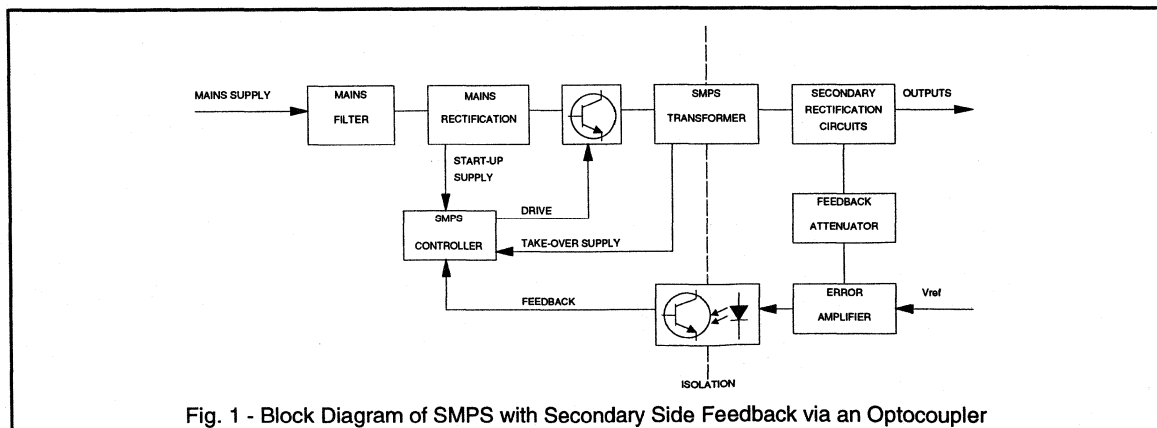 MAINS SUPPLY
MAINS
FILTER
MAINS
RECTIFICATION
SMPS
TRANSFORMER
SECONDARY
RECTIFICATION
CIRCUITS
OUTPUTS
START-UP
SUPPLY
SMPS
CONTROLLER
DRIVE
TAKE-OVER SUPPLY
FEEDBACK
ATTENUATOR
FEEDBACK
ERROR
AMPLIFIER
Vref
ISOLATION
Fig. 1 - Block Diagram of SMPS with Secondary Side Feedback via an Optocoupler